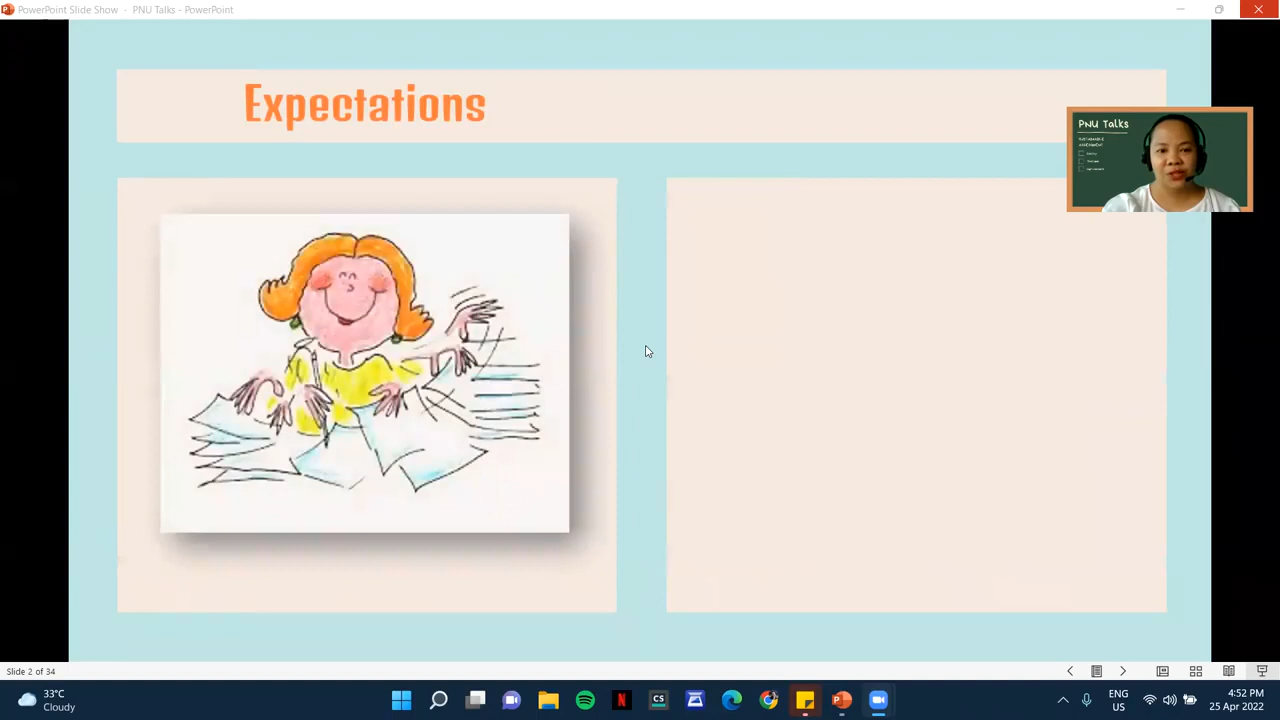 PowerPoint Slide Show - PNU Talks - PowerPoint
Expectations
PNU Talks
Slide 2 of 34
33°C
Cloudy
CS
ENG
US
4:52 PM
25 Apr 2022